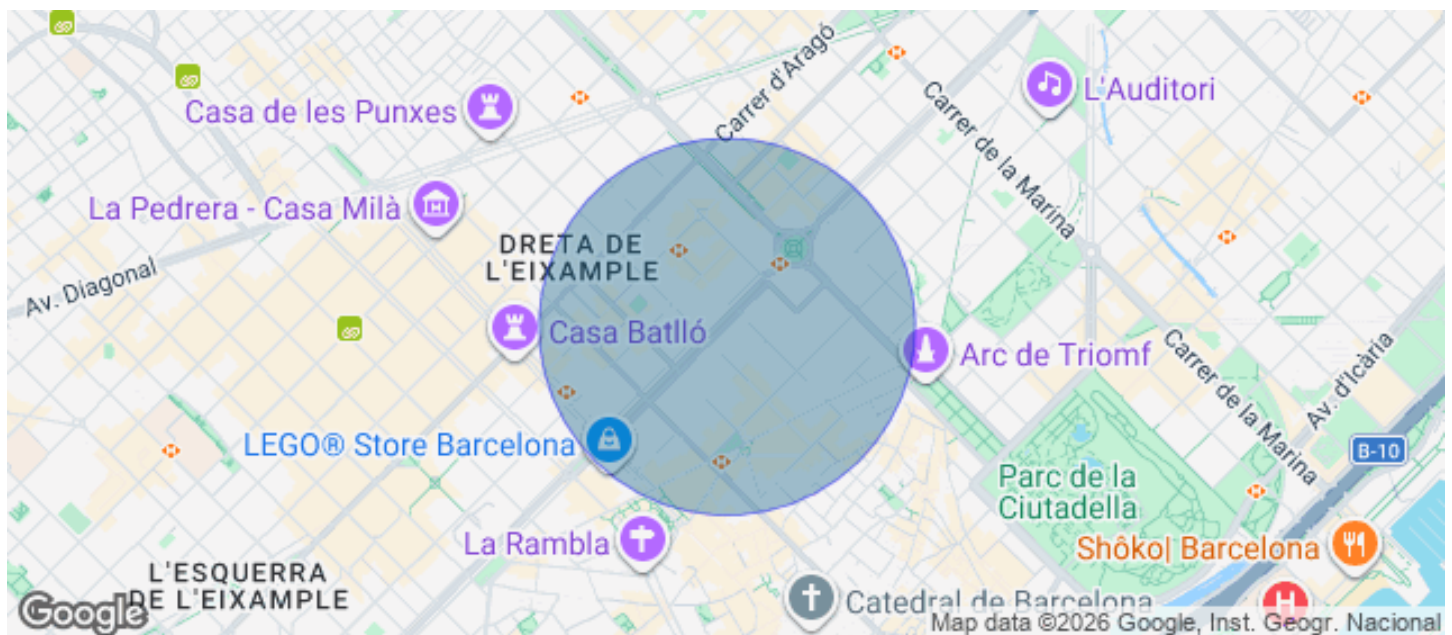 Casa de les Punxes
Carrer d'Aragó
L'Auditori
Carrer de la Marina
La Pedrera - Casa Milà
DRETA DE
L'EIXAMPLE
Av. Diagonal
Casa Batlló
Arc de Triomf
Carrer de la Marina
Av. d'Icària
LEGO® Store Barcelona
B-10
Parc de la
Ciutadella
La Rambla
Shôko| Barcelona
L'ESQUERRA
DE L'EIXAMPLE
Catedral de Barcelona
H
Google
Map data ©2026 Google, Inst. Geogr. Nacional